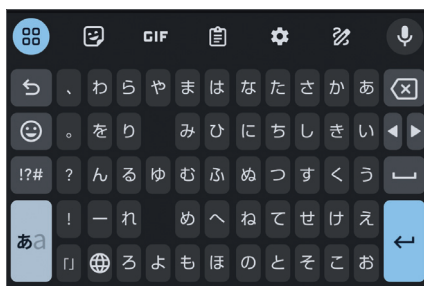 GIF
、 わ ら や ま は な た さ か あ
。 を り み ひ に ち し き い
!?# ? ん る ゆ む ふ ぬ つ す く う
! ー れ め へ ね て せ け え
あa 「」 ろ よ も ほ の と そ こ お